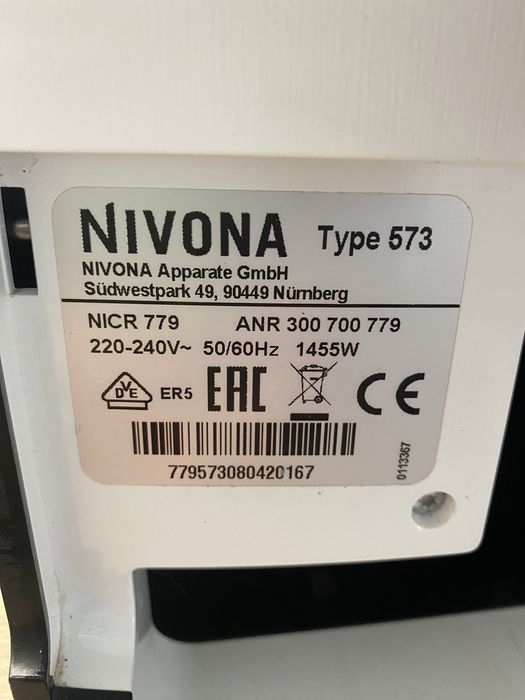 NIVONA Type 573
NIVONA Apparate GmbH
Südwestpark 49, 90449 Nürnberg
NICR 779 ANR 300 700 779
220-240V~ 50/60Hz 1455W
DVE ER5 EAC CE
779573080420167
0113367